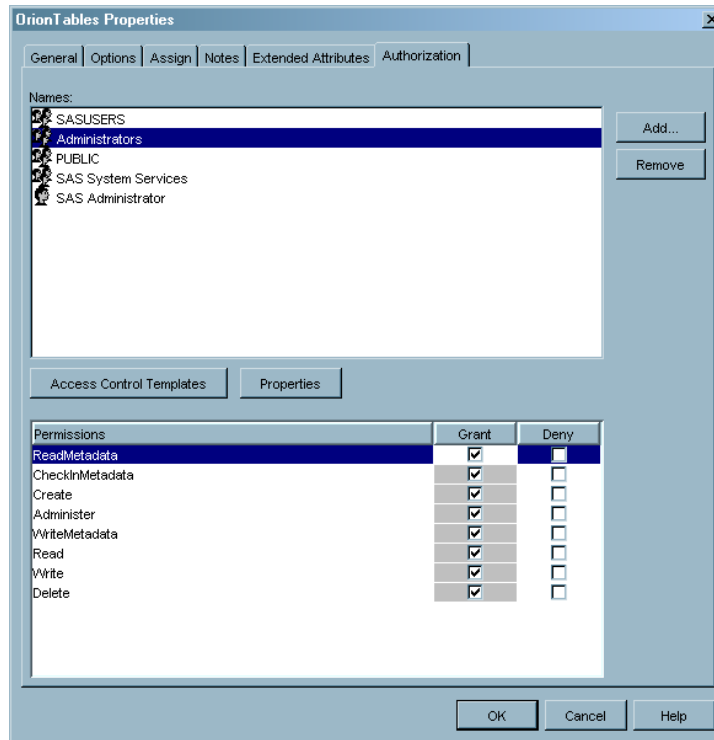 OrionTables Properties
General Options Assign Notes Extended Attributes Authorization
Names:
SASUSERS
Administrators
PUBLIC
SAS System Services
SAS Administrator
Add...
Remove
Access Control Templates Properties
Permissions Grant Deny
ReadMetadata
CheckInMetadata
Create
Administer
WriteMetadata
Read
Write
Delete
OK Cancel Help